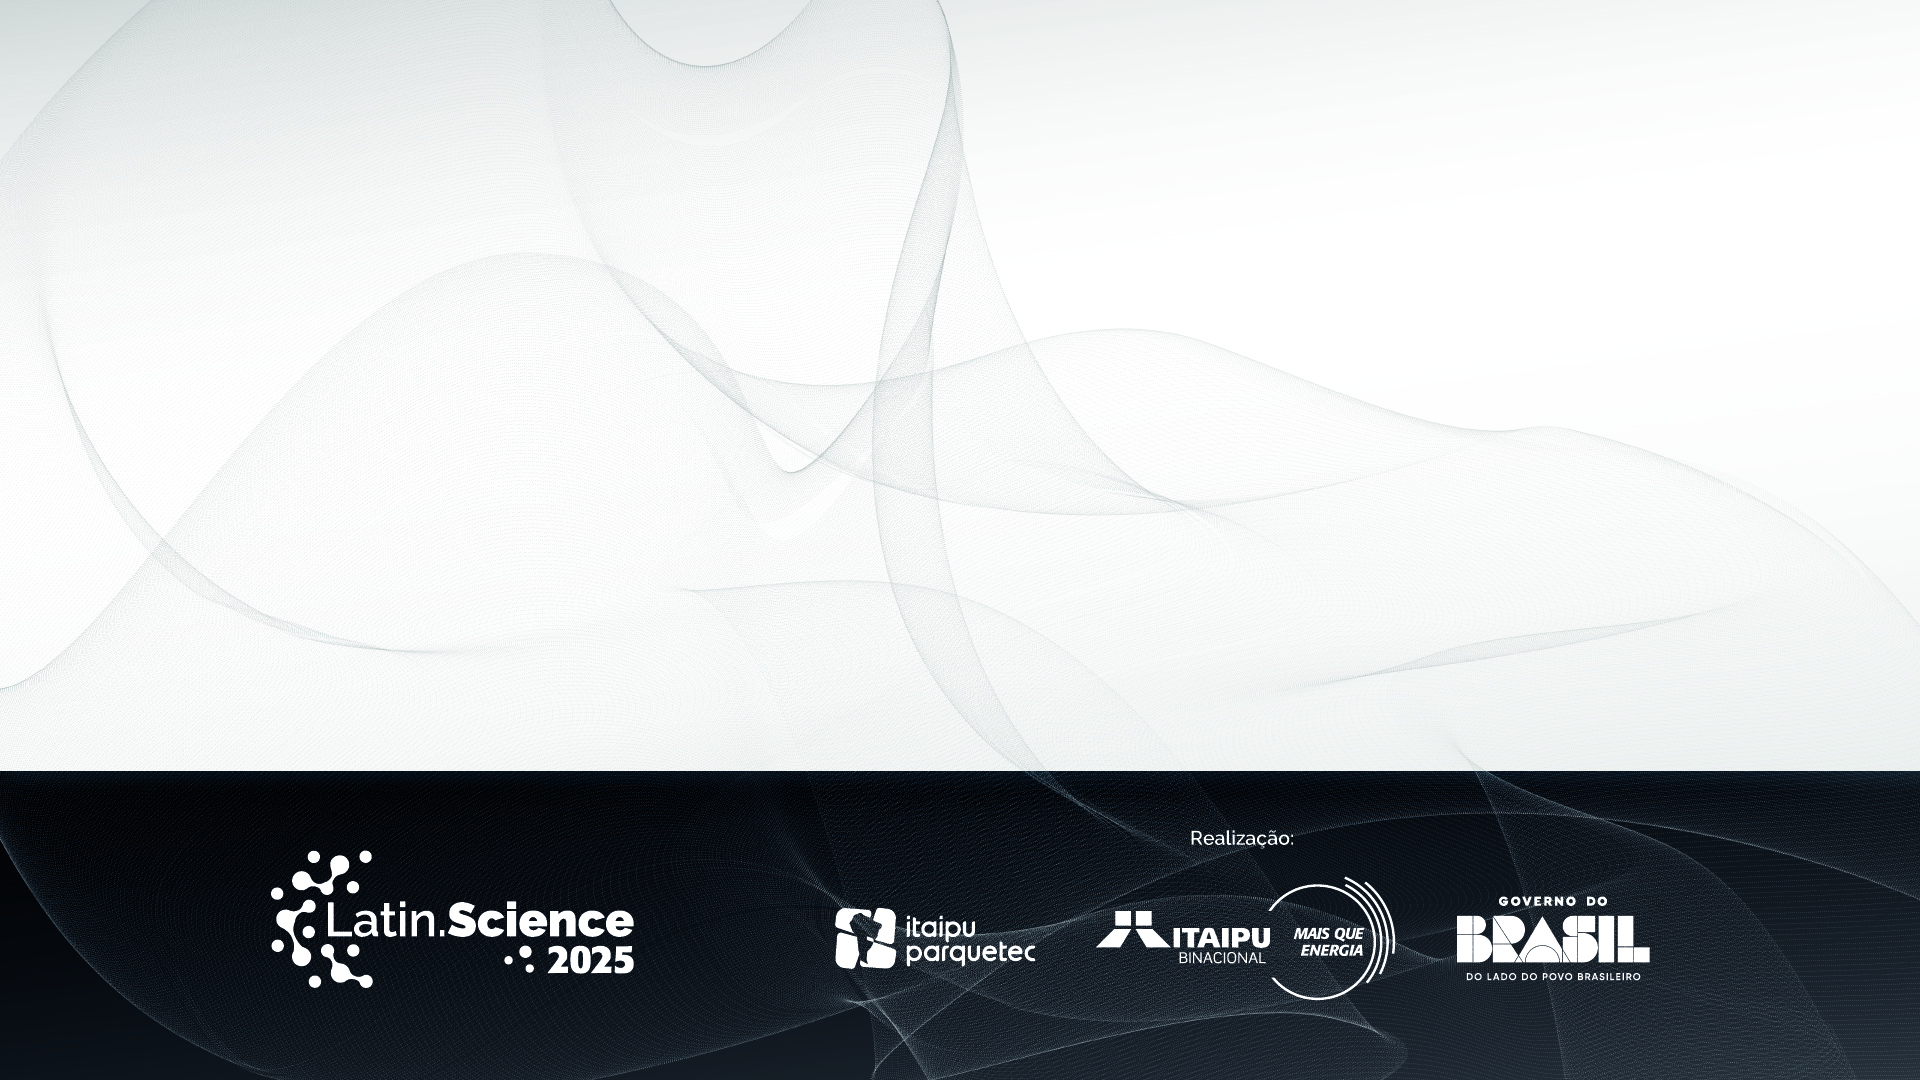 Realização:
Latin.Science
2025
itaipu
parquetec
ITAIPU
BINACIONAL
MAIS QUE
ENERGIA
GOVERNO DO
BRASIL
DO LADO DO POVO BRASILEIRO